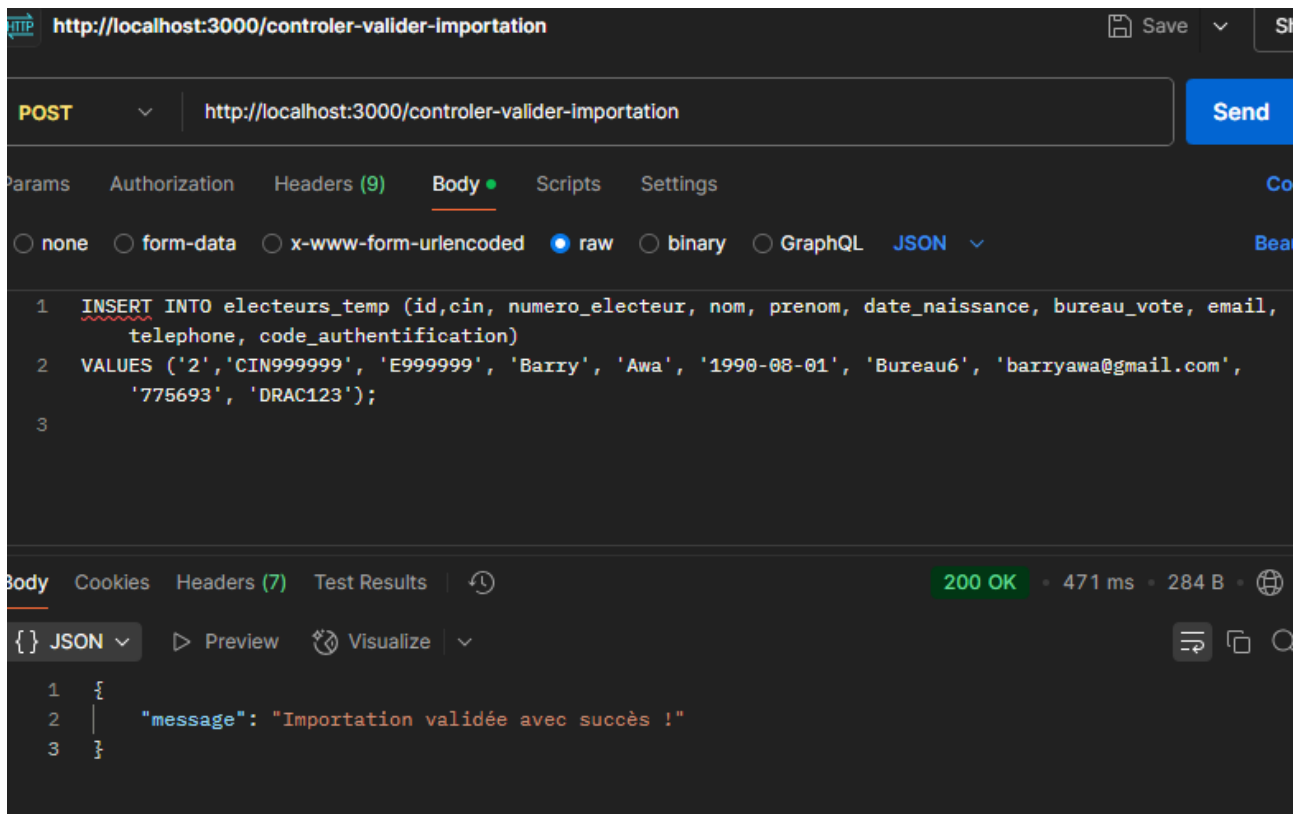 HTTP http://localhost:3000/controler-valider-importation Save
POST http://localhost:3000/controler-valider-importation Send
Params Authorization Headers (9) Body Scripts Settings
none form-data x-www-form-urlencoded raw binary GraphQL JSON
1 INSERT INTO electeurs_temp (id,cin, numero_electeur, nom, prenom, date_naissance, bureau_vote, email,
telephone, code_authentification)
2 VALUES ('2','CIN999999', 'E999999', 'Barry', 'Awa', '1990-08-01', 'Bureau6', 'barryawa@gmail.com',
'775693', 'DRAC123');
3
Body Cookies Headers (7) Test Results 200 OK • 471 ms • 284 B •
{} JSON Preview Visualize
1 {
2 "message": "Importation validée avec succès !"
3 }